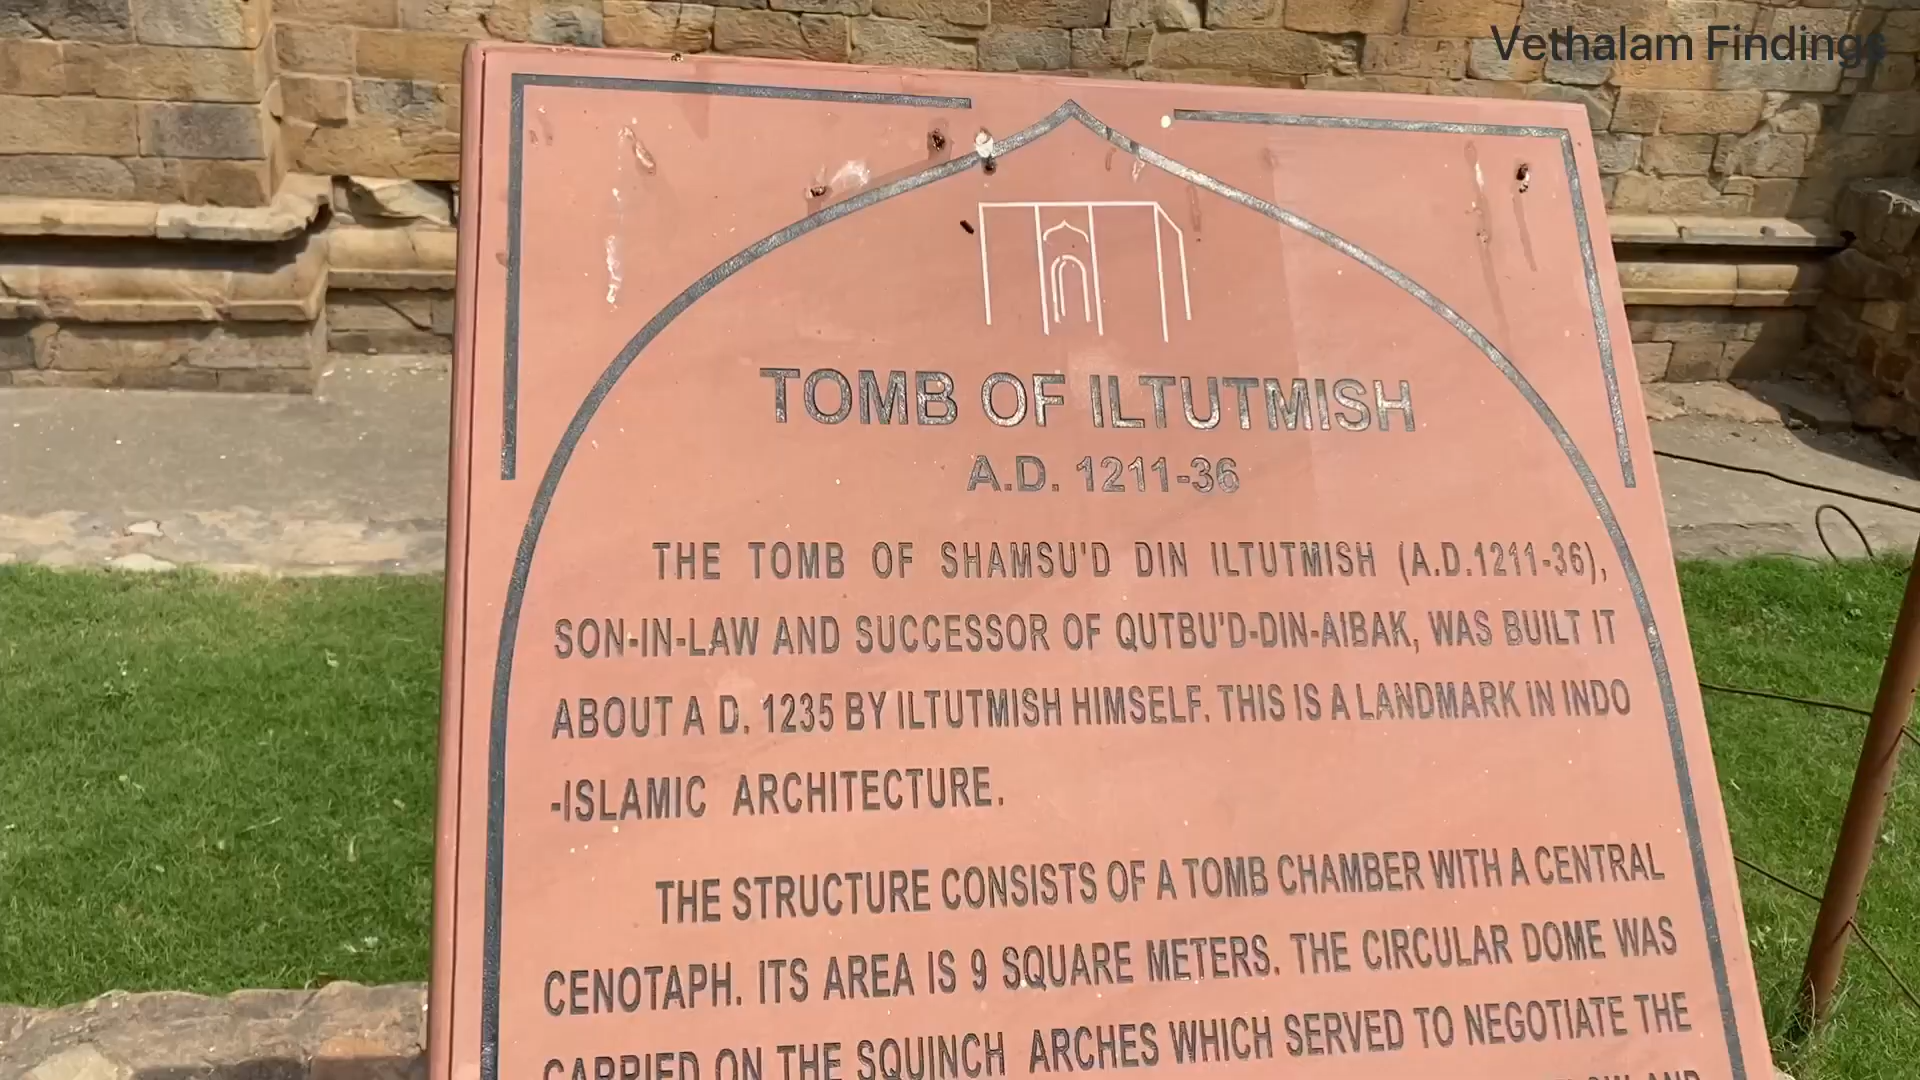 Vethalam Findings
TOMB OF ILTUTMISH
A.D. 1211-36
THE TOMB OF SHAMSU'D DIN ILTUTMISH (A.D.1211-36),
SON-IN-LAW AND SUCCESSOR OF QUTBU'D-DIN-AIBAK, WAS BUILT IT
ABOUT A D. 1235 BY ILTUTMISH HIMSELF. THIS IS A LANDMARK IN INDO
-ISLAMIC ARCHITECTURE.
THE STRUCTURE CONSISTS OF A TOMB CHAMBER WITH A CENTRAL
CENOTAPH. ITS AREA IS 9 SQUARE METERS. THE CIRCULAR DOME WAS
CARRIED ON THE SQUINCH ARCHES WHICH SERVED TO NEGOTIATE THE
AND